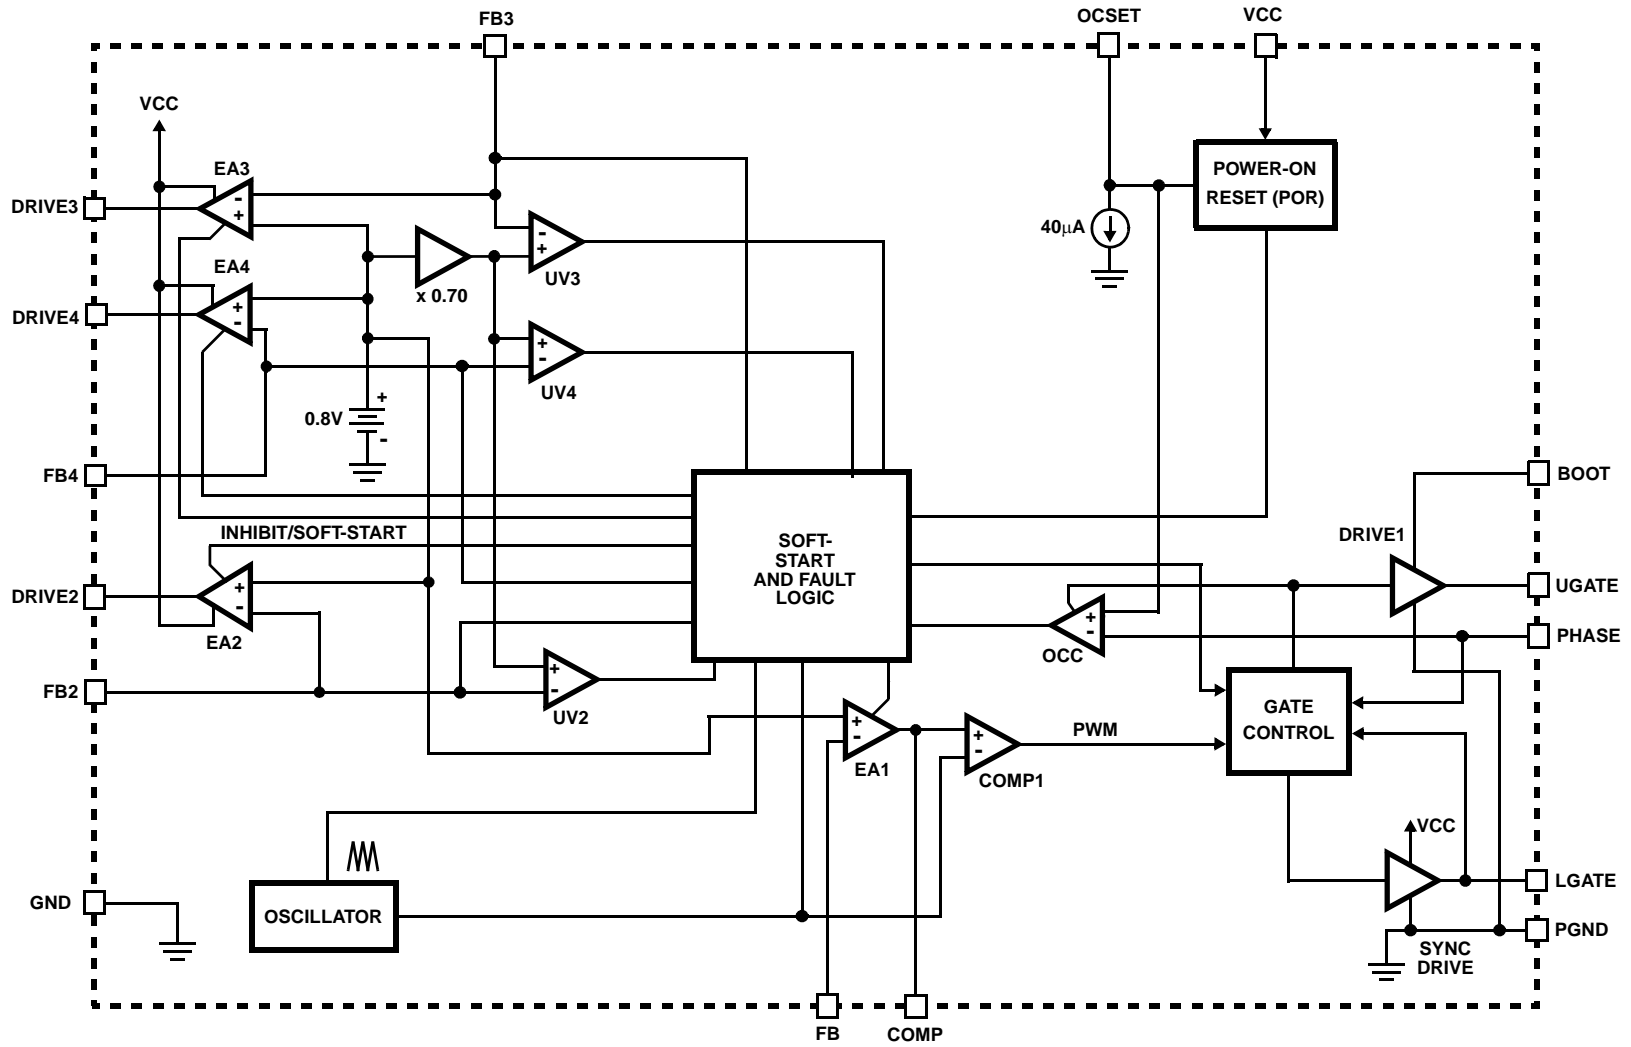 FB3
OCSET
VCC
VCC
EA3
DRIVE3
-
+
POWER-ON
RESET (POR)
40μA
-
+
UV3
EA4
x 0.70
DRIVE4
+
-
+
-
UV4
+
0.8V
-
FB4
BOOT
INHIBIT/SOFT-START
SOFT-
START
AND FAULT
LOGIC
DRIVE1
DRIVE2
+
-
EA2
UGATE
+
-
OCC
PHASE
FB2
+
-
UV2
GATE
CONTROL
+
-
EA1
+
-
COMP1
PWM
VCC
LGATE
GND
OSCILLATOR
PGND
SYNC
DRIVE
FB
COMP